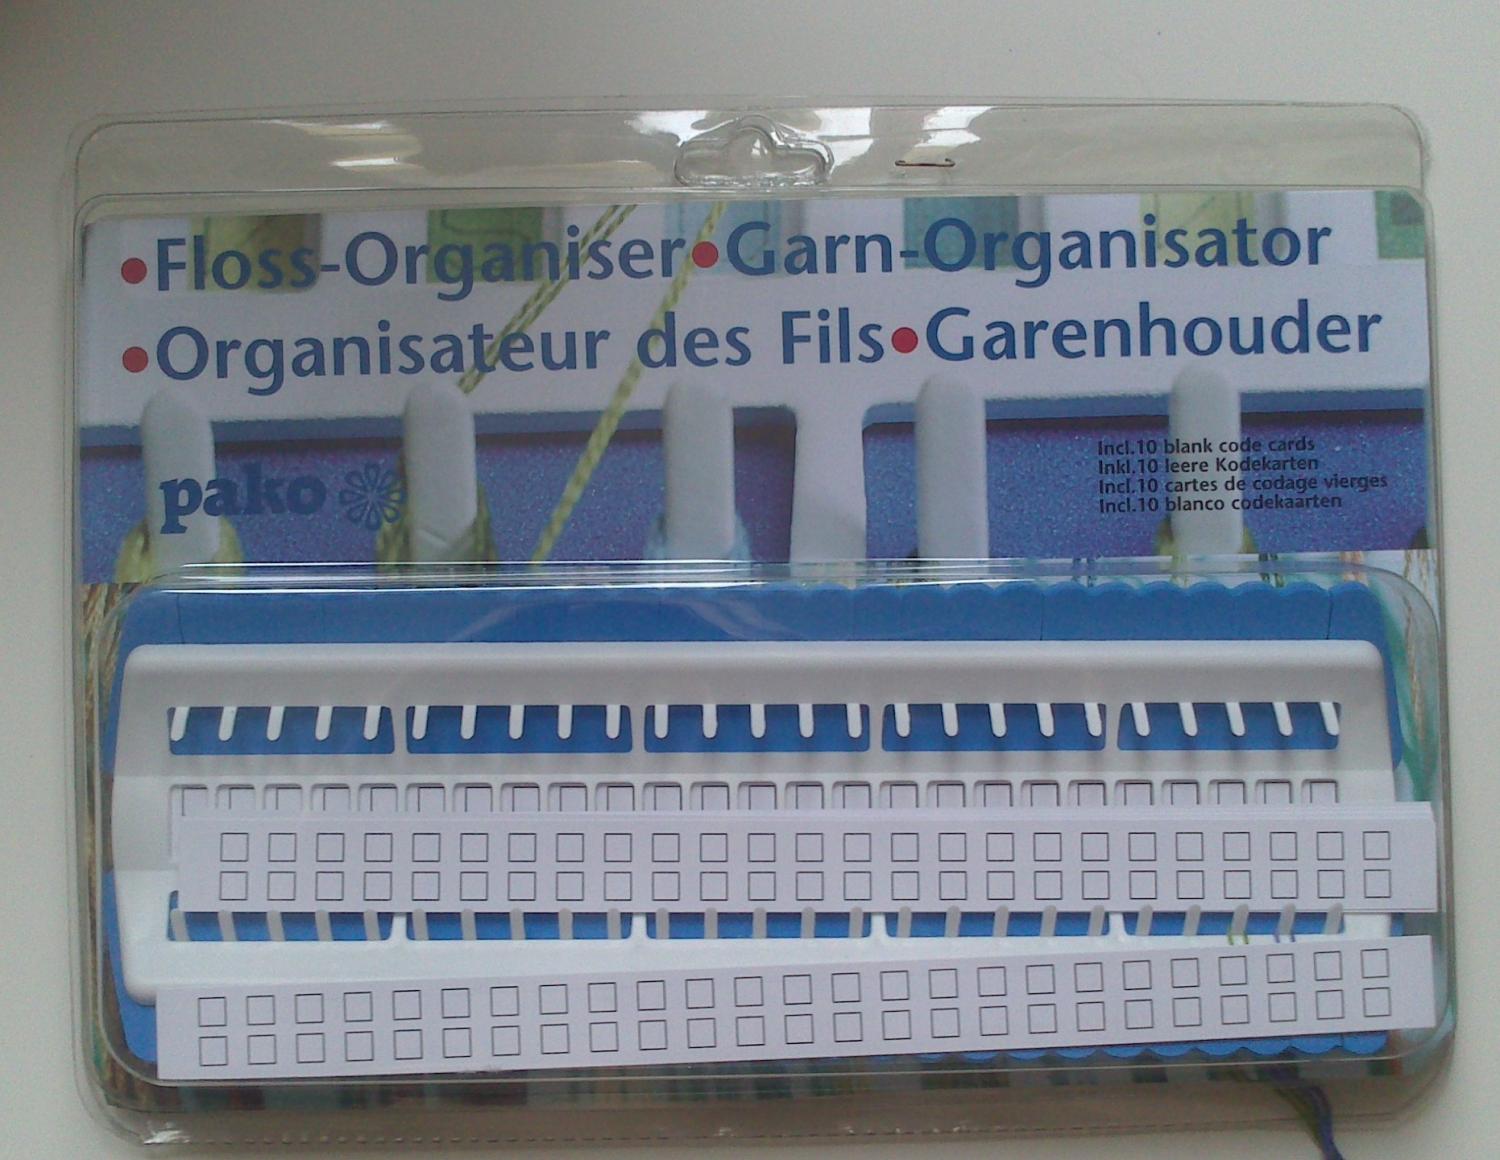 •Floss-Organiser•Garn-Organisator
•Organisateur des Fils•Garenhouder
pako
Incl.10 blank code cards
Inkl.10 leere Kodekarten
Incl.10 cartes de codage vierges
Incl.10 blanco codekaarten